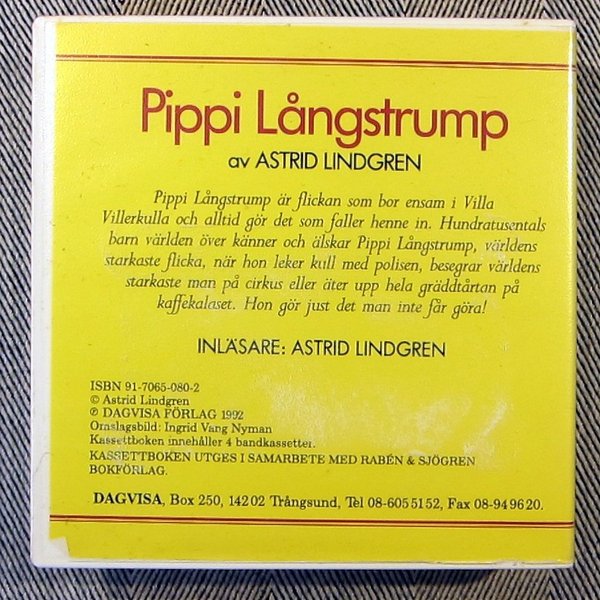 Pippi Långstrump
av ASTRID LINDGREN
Pippi Långstrump är flickan som bor ensam i Villa
Villerkulla och alltid gör det som faller henne in. Hundratusentals
barn världen över känner och älskar Pippi Långstrump, världens
starkaste flicka, när hon leker kull med polisen, besegrar världens
starkaste man på cirkus eller äter upp hela gräddtårtan på
kaffekalaset. Hon gör just det man inte får göra!
INLÄSARE: ASTRID LINDGREN
ISBN 91-7065-080-2
© Astrid Lindgren
℗ DAGVISA FÖRLAG 1992
Omslagsbild: Ingrid Vang Nyman
Kassettboken innehåller 4 bandkassetter.
KASSETTBOKEN UTGES I SAMARBETE MED RABÉN & SJÖGREN
BOKFÖRLAG.
DAGVISA, Box 250, 142 02 Trångsund, Tel 08-605 51 52, Fax 08-94 96 20.